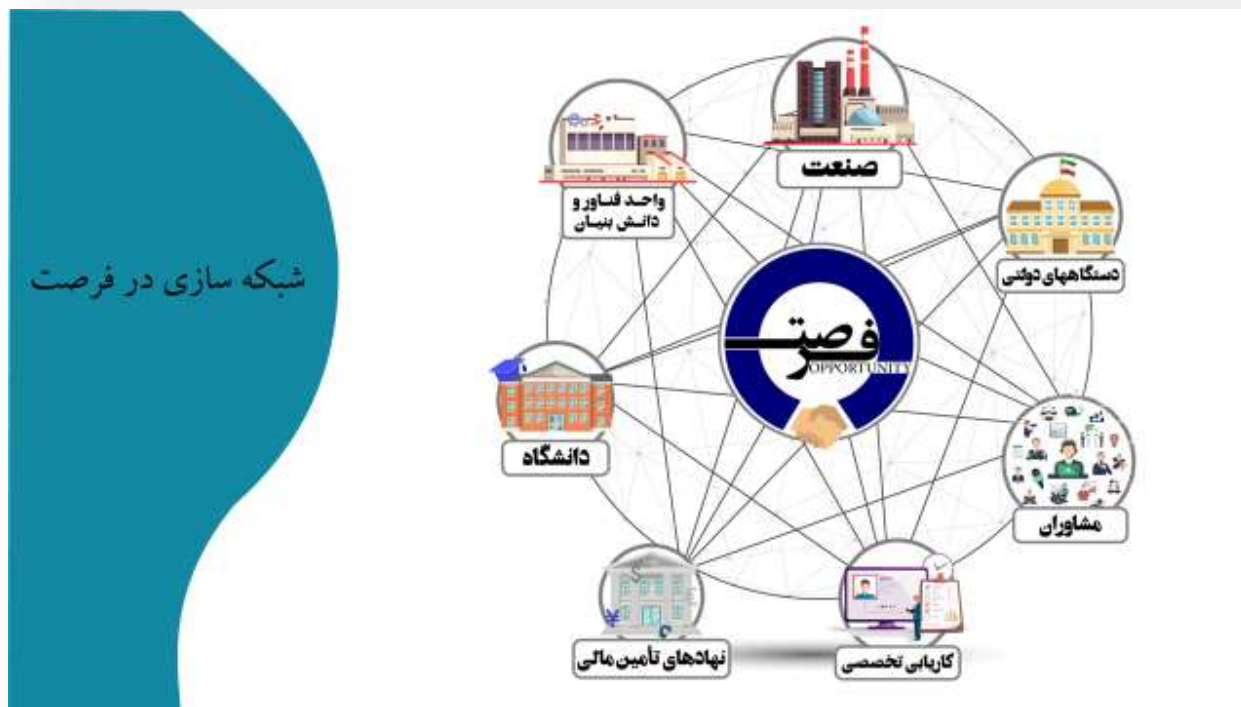 شبکه سازی در فرصت
صنعت
واحد فناور و
دانش بنیان
دستگاههای دولتی
فرصت
OPPORTUNITY
دانشگاه
مشاوران
نهادهای تأمین مالی
کاریابی تخصصی